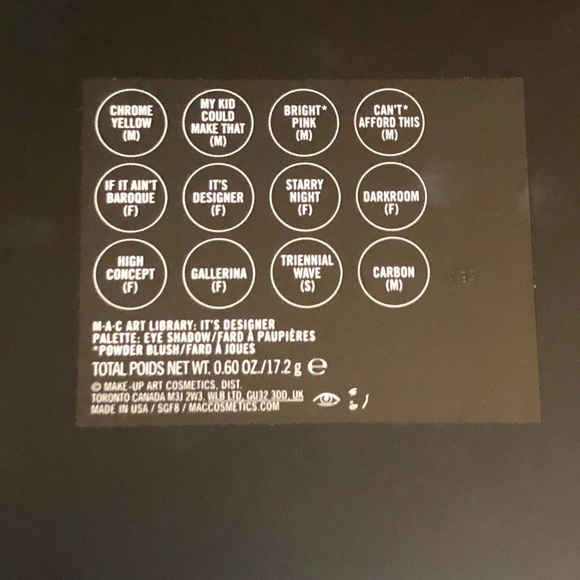 CHROME
YELLOW
(M)
MY KID
COULD
MAKE THAT
(M)
BRIGHT*
PINK
(M)
CAN'T*
AFFORD THIS
(M)
IF IT AIN'T
BAROQUE
(F)
IT'S
DESIGNER
(F)
STARRY
NIGHT
(F)
DARKROOM
(F)
HIGH
CONCEPT
(F)
GALLERINA
(F)
TRIENNIAL
WAVE
(S)
CARBON
(M)
M·A·C ART LIBRARY: IT'S DESIGNER
PALETTE: EYE SHADOW/FARD À PAUPIÈRES
*POWDER BLUSH/FARD À JOUES
TOTAL POIDS NET WT. 0.60 OZ./17.2 g ℮
© MAKE-UP ART COSMETICS, DIST.
TORONTO CANADA M3J 2W3, WLB LTD, GU32 3DD, UK
MADE IN USA / SGF8 / MACCOSMETICS.COM